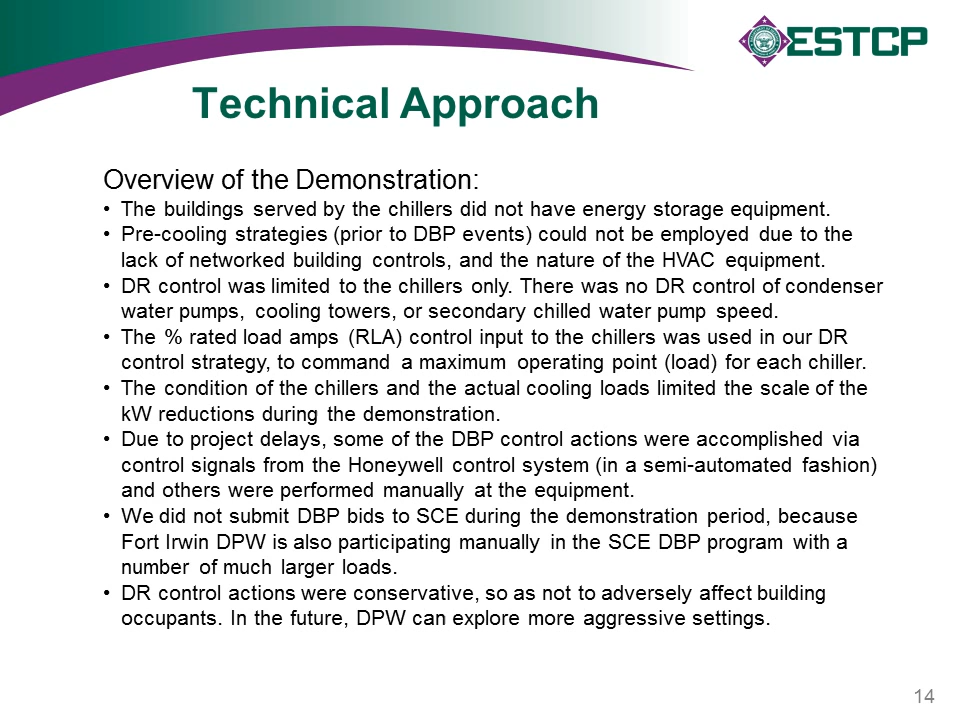 ESTCP
Technical Approach
Overview of the Demonstration:
• The buildings served by the chillers did not have energy storage equipment.
• Pre-cooling strategies (prior to DBP events) could not be employed due to the
lack of networked building controls, and the nature of the HVAC equipment.
• DR control was limited to the chillers only. There was no DR control of condenser
water pumps, cooling towers, or secondary chilled water pump speed.
• The % rated load amps (RLA) control input to the chillers was used in our DR
control strategy, to command a maximum operating point (load) for each chiller.
• The condition of the chillers and the actual cooling loads limited the scale of the
kW reductions during the demonstration.
• Due to project delays, some of the DBP control actions were accomplished via
control signals from the Honeywell control system (in a semi-automated fashion)
and others were performed manually at the equipment.
• We did not submit DBP bids to SCE during the demonstration period, because
Fort Irwin DPW is also participating manually in the SCE DBP program with a
number of much larger loads.
• DR control actions were conservative, so as not to adversely affect building
occupants. In the future, DPW can explore more aggressive settings.
14